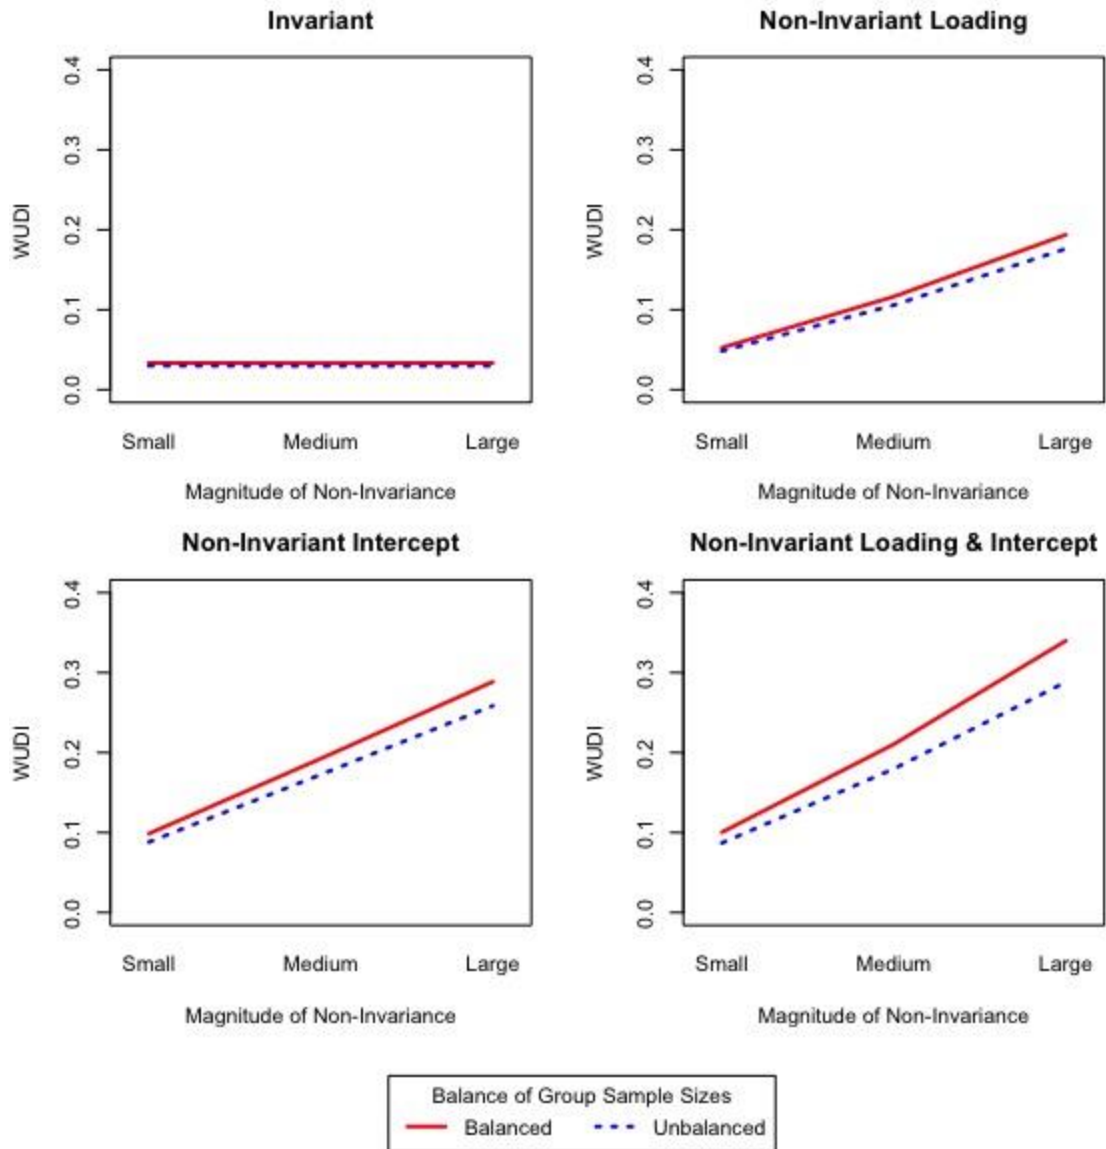 Invariant
Non-Invariant Loading
0.4
0.3
0.2
0.1
0.0
WUDI
Small Medium Large
Magnitude of Non-Invariance
0.4
0.3
0.2
0.1
0.0
WUDI
Small Medium Large
Magnitude of Non-Invariance
Non-Invariant Intercept
Non-Invariant Loading & Intercept
0.4
0.3
0.2
0.1
0.0
WUDI
Small Medium Large
Magnitude of Non-Invariance
0.4
0.3
0.2
0.1
0.0
WUDI
Small Medium Large
Magnitude of Non-Invariance
Balance of Group Sample Sizes
Balanced Unbalanced